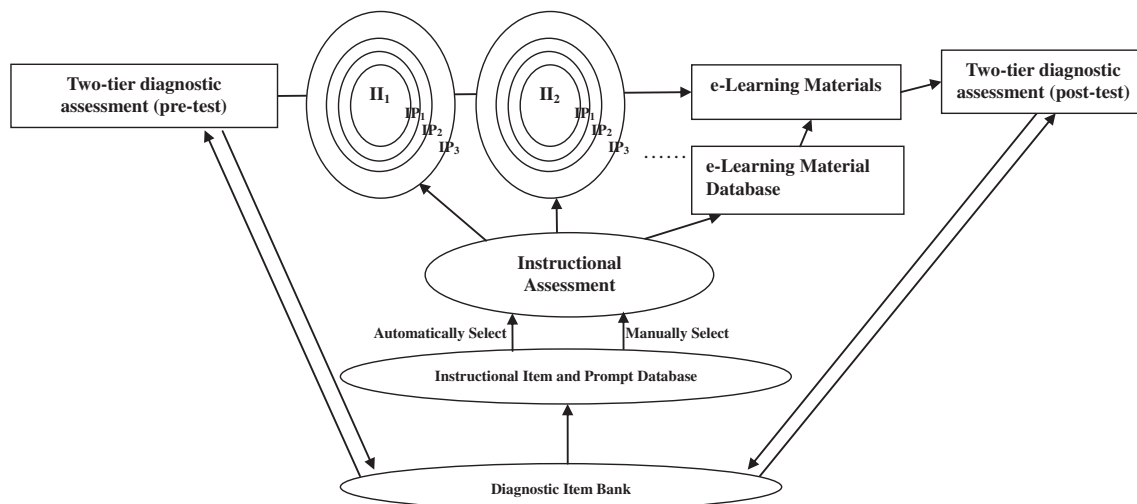 Two-tier diagnostic
assessment (pre-test)
II1
IP1
IP2
IP3
II2
IP1
IP2
IP3
......
e-Learning Materials
Two-tier diagnostic
assessment (post-test)
e-Learning Material
Database
Instructional
Assessment
Automatically Select
Manually Select
Instructional Item and Prompt Database
Diagnostic Item Bank